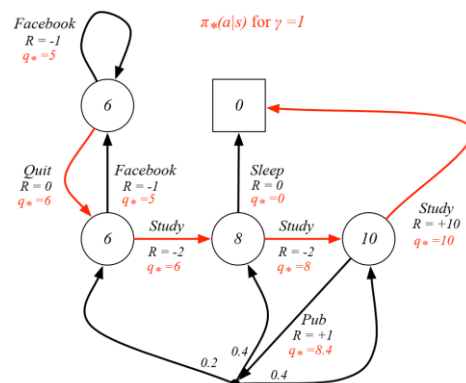 Facebook
R = -1
q* =5
π*(a|s) for γ =1
6
0
Quit
R = 0
q* =6
Facebook
R = -1
q* =5
Sleep
R = 0
q* =0
Study
R = +10
q* =10
6
Study
R = -2
q* =6
8
Study
R = -2
q* =8
10
Pub
R = +1
q* =8.4
0.2
0.4
0.4